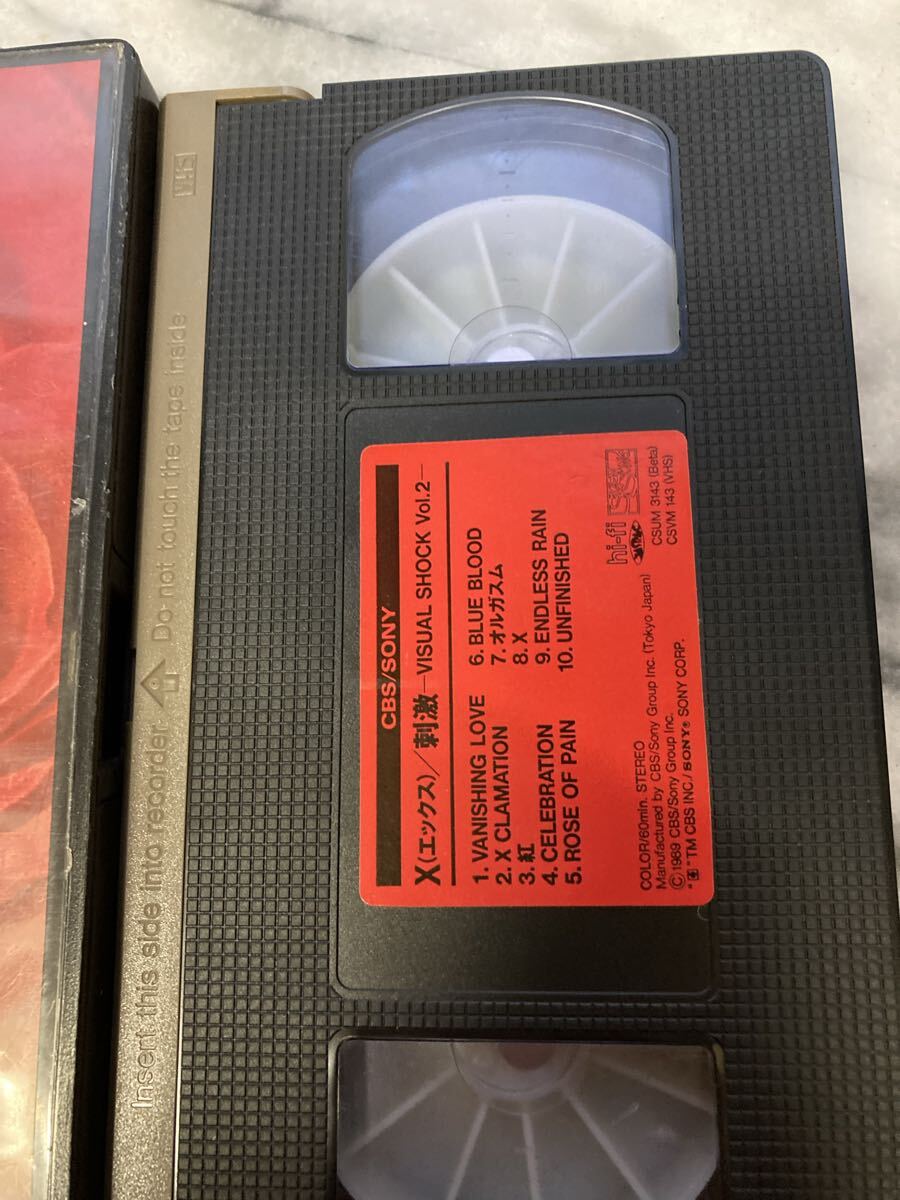 CBS/SONY
X(エックス)/刺激—VISUAL SHOCK Vol.2—
1. VANISHING LOVE
2. X CLAMATION
3. 紅
4. CELEBRATION
5. ROSE OF PAIN
6. BLUE BLOOD
7. オルガスム
8. X
9. ENDLESS RAIN
10. UNFINISHED
COLOR/60min. STEREO
Manufactured by CBS/Sony Group Inc. (Tokyo Japan)
Ⓒ1989 CBS/Sony Group Inc.
TM CBS INC./SONY® SONY CORP.
hi-fi
CSUM 3143 (Beta)
CSVM 143 (VHS)
Insert this side into recorder Do not touch the tape inside
VHS